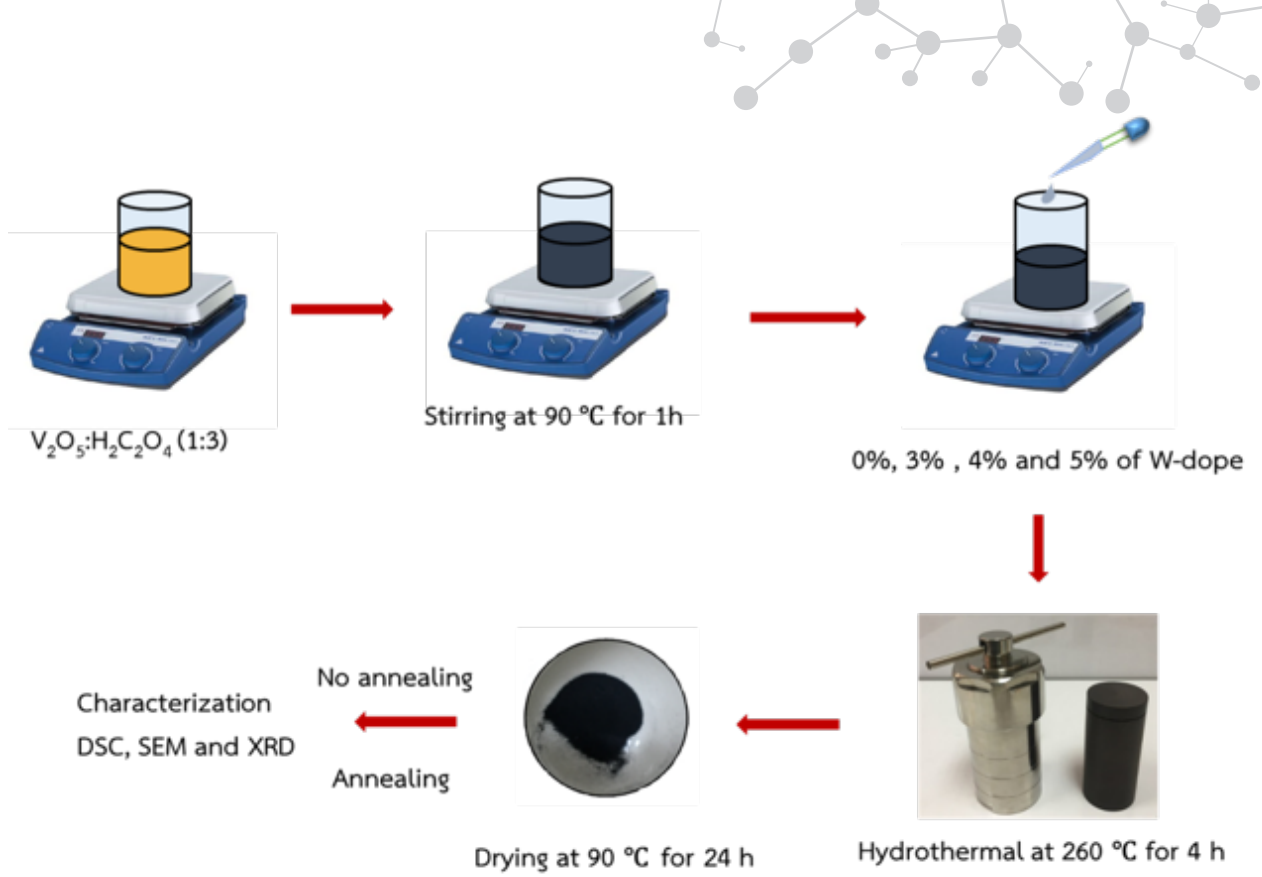 V₂O₅:H₂C₂O₄ (1:3)
Stirring at 90 ℃ for 1h
0%, 3% , 4% and 5% of W-dope
Hydrothermal at 260 ℃ for 4 h
Drying at 90 ℃ for 24 h
No annealing
Annealing
Characterization
DSC, SEM and XRD